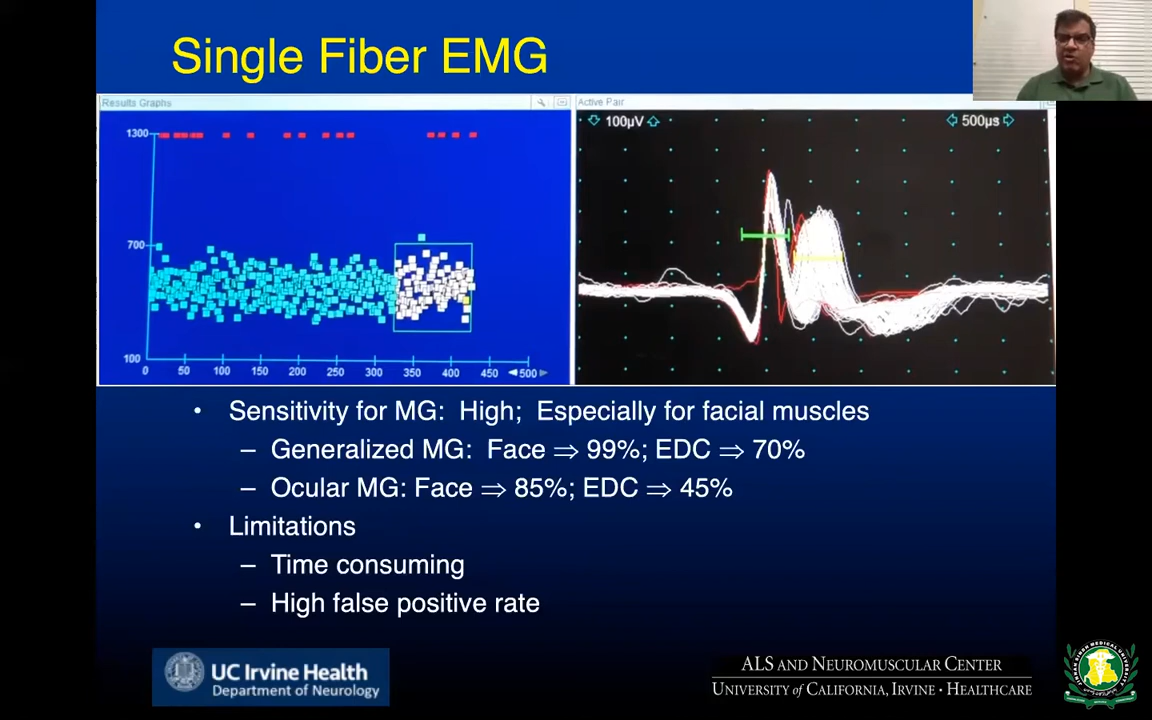 Single Fiber EMG
Results Graphs
Active Pair
1300
700
100
0 50 100 150 200 250 300 350 400 450 500
100µV
500µs
• Sensitivity for MG: High; Especially for facial muscles
– Generalized MG: Face ⇒ 99%; EDC ⇒ 70%
– Ocular MG: Face ⇒ 85%; EDC ⇒ 45%
• Limitations
– Time consuming
– High false positive rate
UC Irvine Health
Department of Neurology
ALS AND NEUROMUSCULAR CENTER
UNIVERSITY of CALIFORNIA, IRVINE • HEALTHCARE